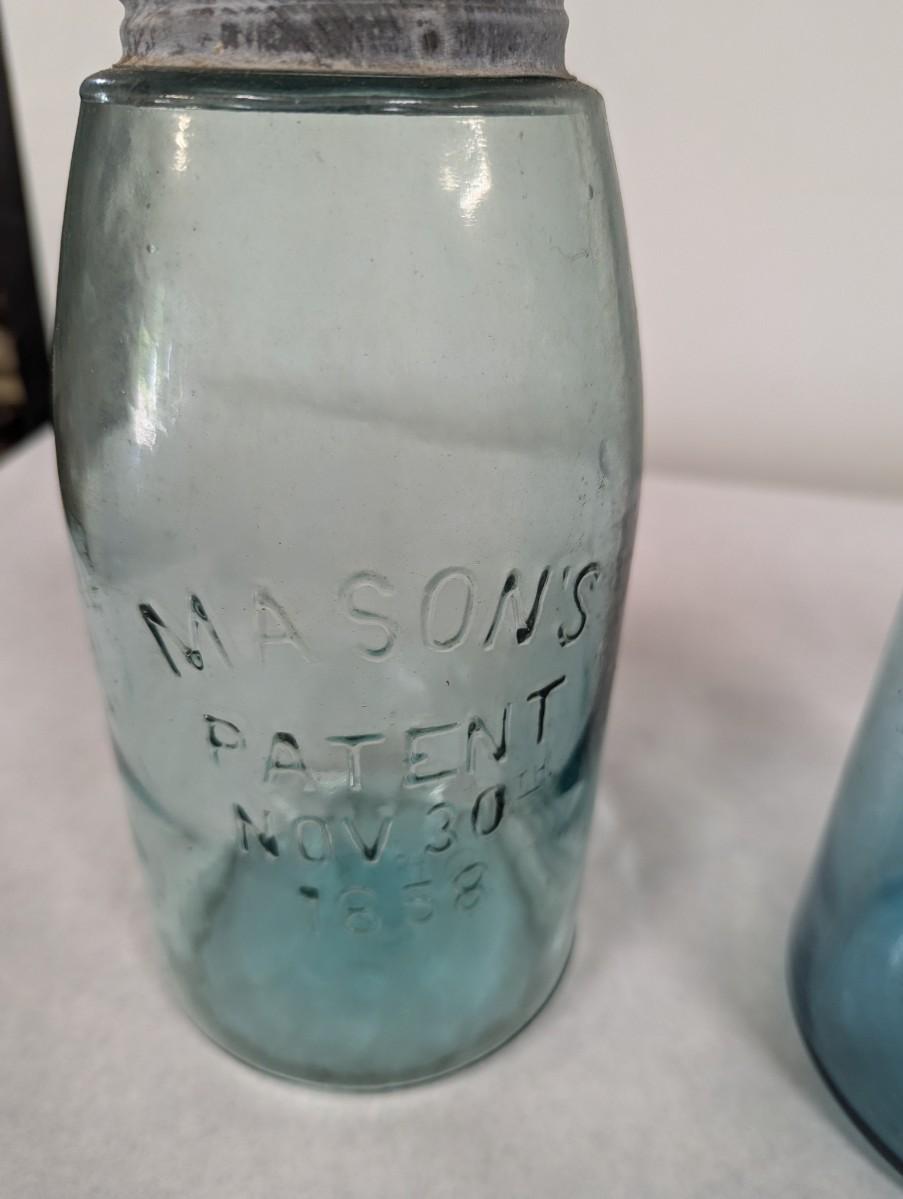 MASON'S
PATENT
NOV 30TH
1858